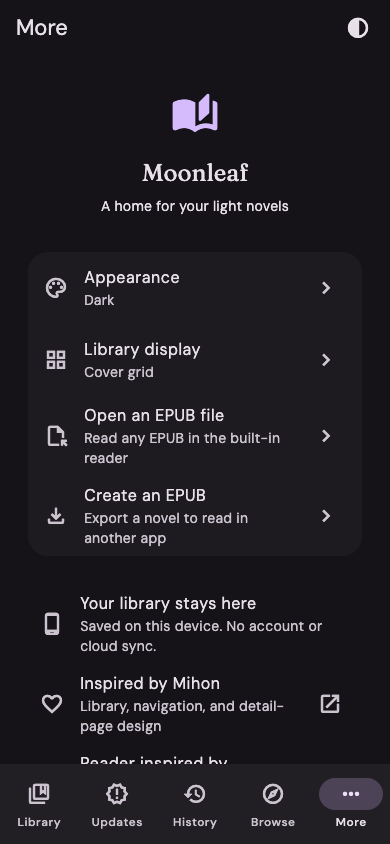 More
Moonleaf
A home for your light novels
Appearance
Dark
Library display
Cover grid
Open an EPUB file
Read any EPUB in the built-in
reader
Create an EPUB
Export a novel to read in
another app
Your library stays here
Saved on this device. No account or
cloud sync.
Inspired by Mihon
Library, navigation, and detail-
page design
Reader inspired by
Library
Updates
History
Browse
More